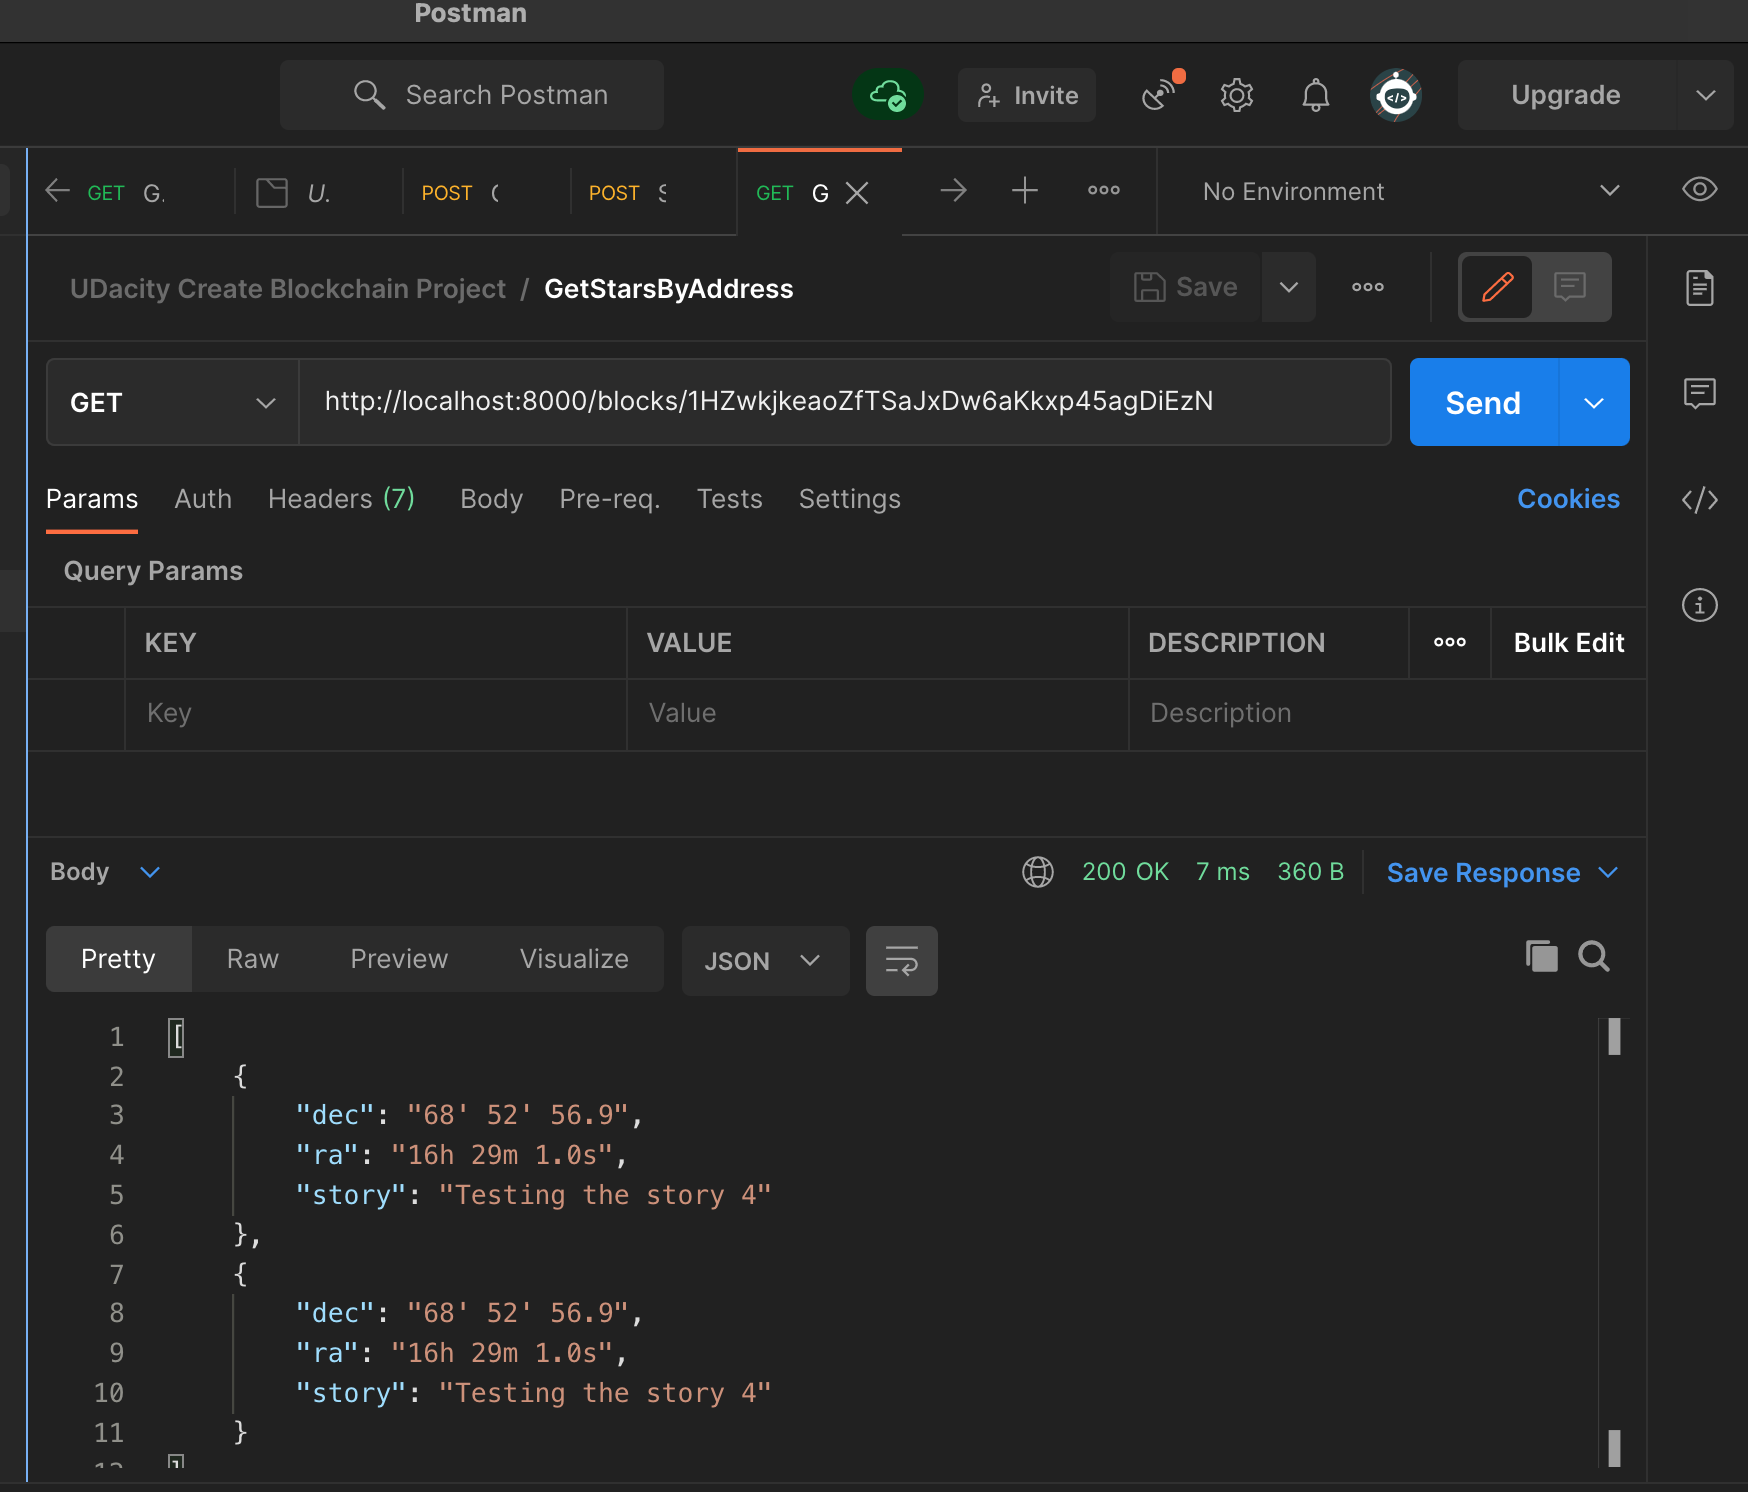 Postman
Search Postman
Invite
Upgrade
GET G.
U.
POST
POST
GET G
No Environment
UDacity Create Blockchain Project / GetStarsByAddress
Save
GET
http://localhost:8000/blocks/1HZwkjkeaoZfTSaJxDw6aKkxp45agDiEzN
Send
Params Auth Headers (7) Body Pre-req. Tests Settings Cookies
Query Params
KEY VALUE DESCRIPTION Bulk Edit
Key Value Description
Body 200 OK 7 ms 360 B Save Response
Pretty Raw Preview Visualize JSON
1 [
2 {
3 "dec": "68' 52' 56.9",
4 "ra": "16h 29m 1.0s",
5 "story": "Testing the story 4"
6 },
7 {
8 "dec": "68' 52' 56.9",
9 "ra": "16h 29m 1.0s",
10 "story": "Testing the story 4"
11 }
12 ]